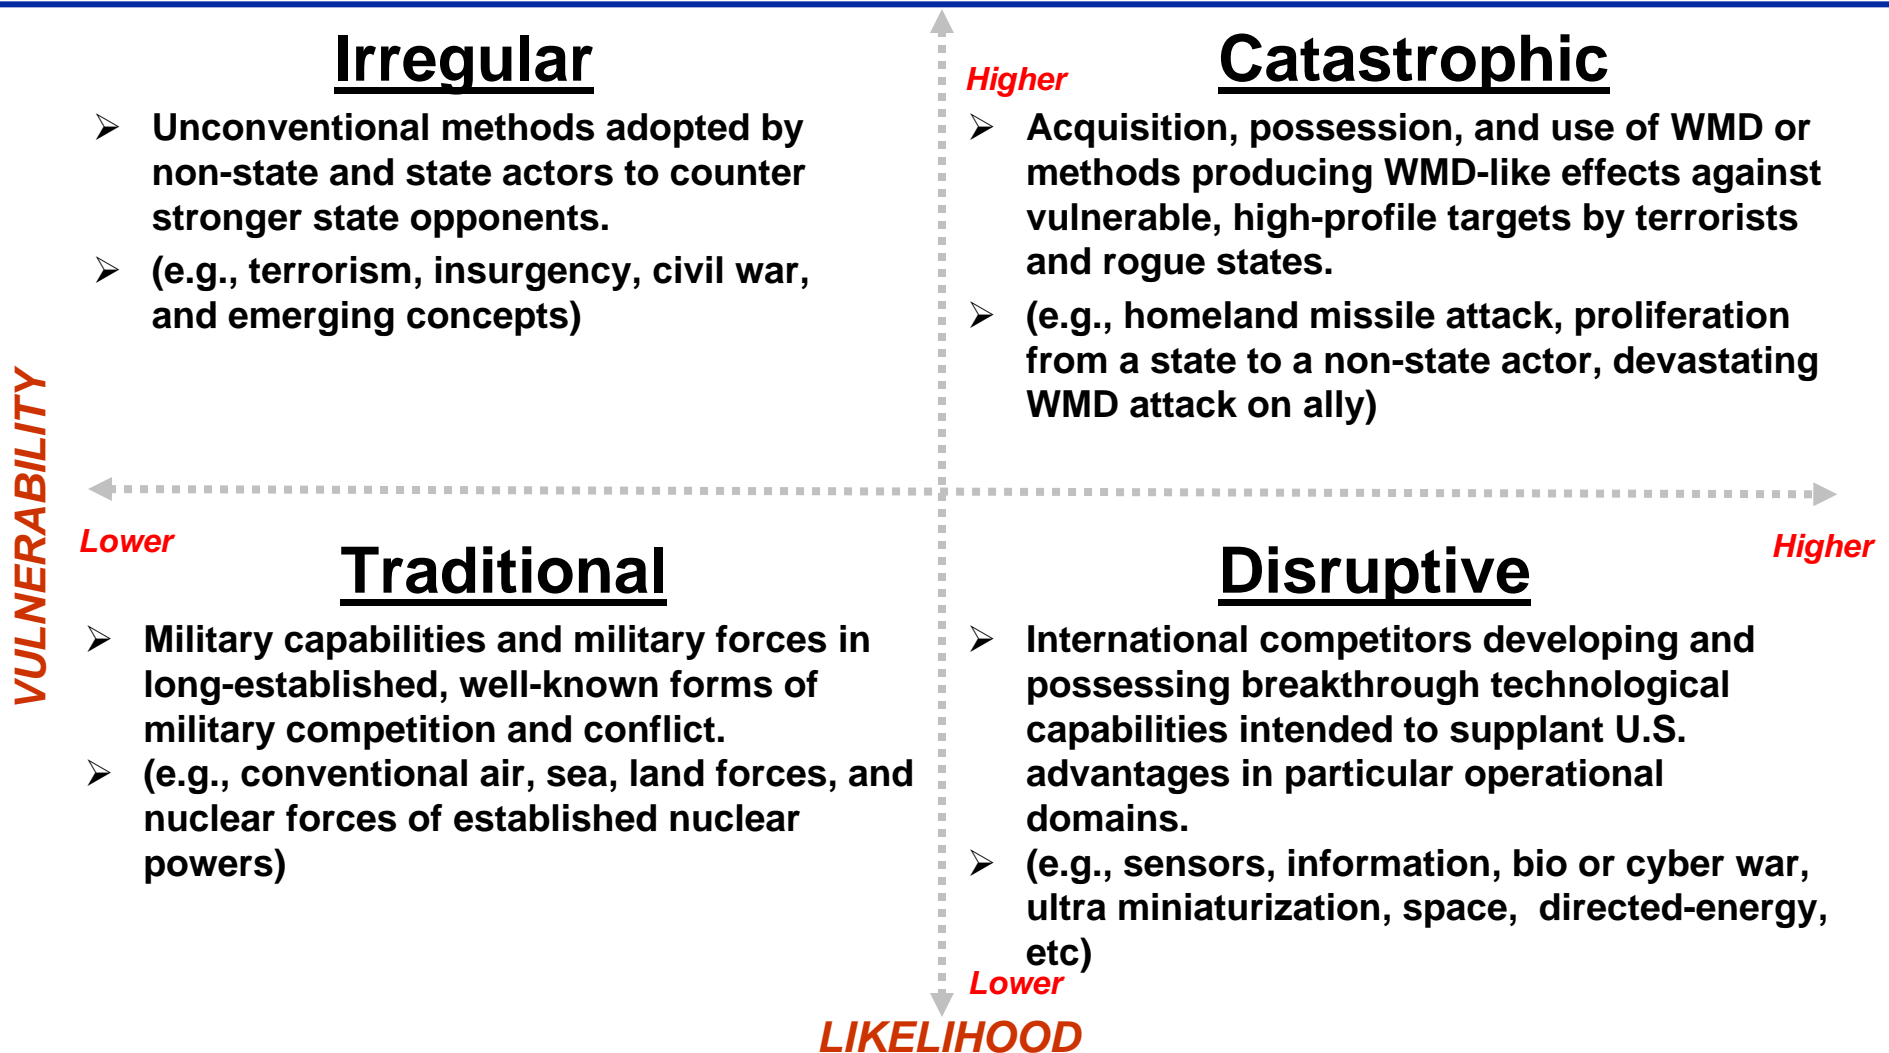 Irregular
➢ Unconventional methods adopted by
non-state and state actors to counter
stronger state opponents.
➢ (e.g., terrorism, insurgency, civil war,
and emerging concepts)
Higher
Catastrophic
➢ Acquisition, possession, and use of WMD or
methods producing WMD-like effects against
vulnerable, high-profile targets by terrorists
and rogue states.
➢ (e.g., homeland missile attack, proliferation
from a state to a non-state actor, devastating
WMD attack on ally)
VULNERABILITY
Lower
Traditional
➢ Military capabilities and military forces in
long-established, well-known forms of
military competition and conflict.
➢ (e.g., conventional air, sea, land forces, and
nuclear forces of established nuclear
powers)
Higher
Disruptive
➢ International competitors developing and
possessing breakthrough technological
capabilities intended to supplant U.S.
advantages in particular operational
domains.
➢ (e.g., sensors, information, bio or cyber war,
ultra miniaturization, space,  directed-energy,
etc)
Lower
LIKELIHOOD